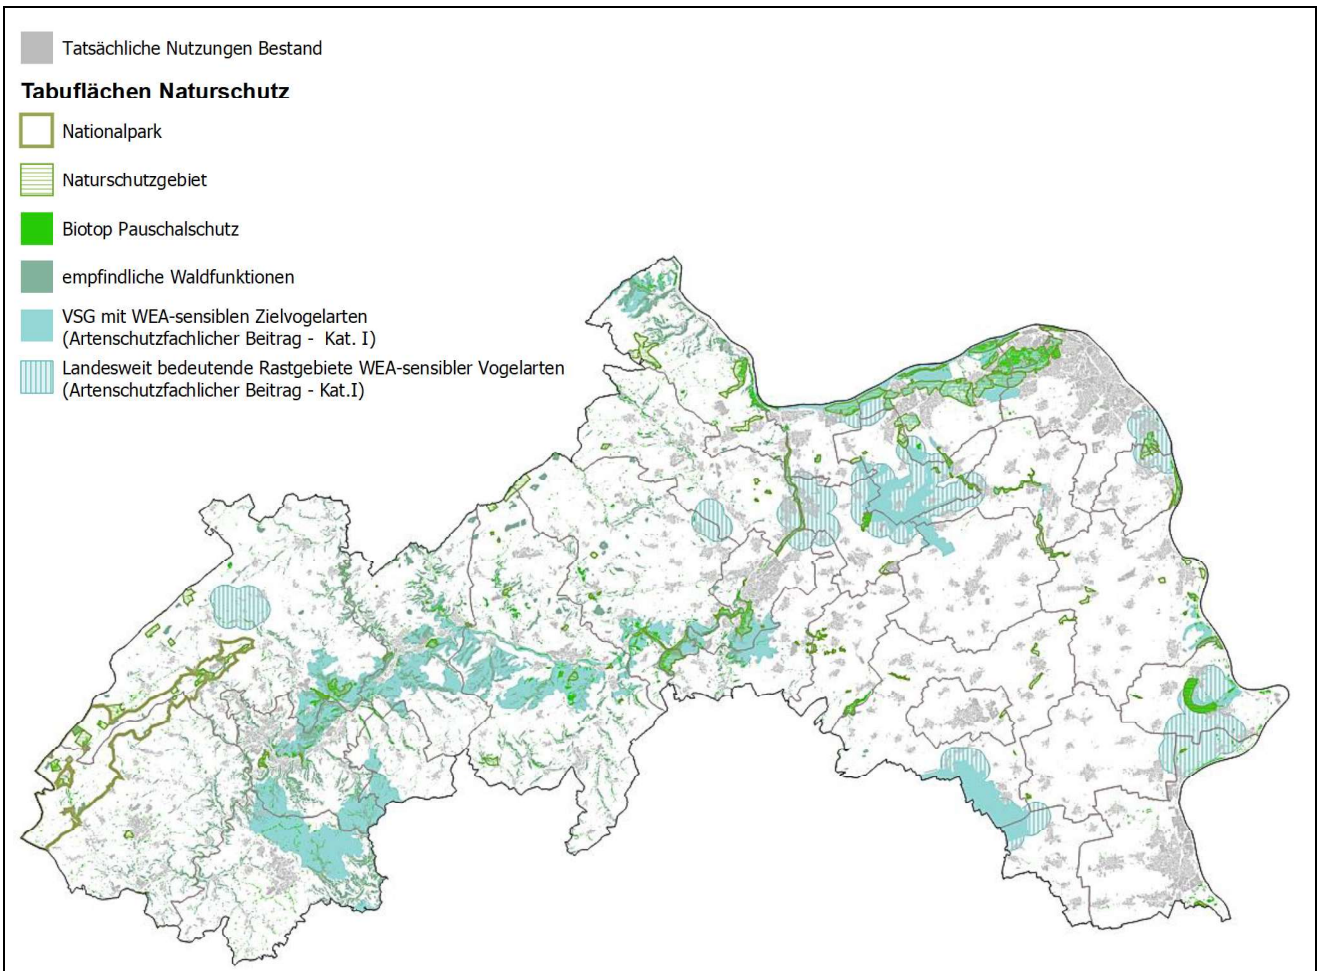 Tatsächliche Nutzungen Bestand
Tabuflächen Naturschutz
Nationalpark
Naturschutzgebiet
Biotop Pauschalschutz
empfindliche Waldfunktionen
VSG mit WEA-sensiblen Zielvogelarten
(Artenschutzfachlicher Beitrag - Kat. I)
Landesweit bedeutende Rastgebiete WEA-sensibler Vogelarten
(Artenschutzfachlicher Beitrag - Kat.I)